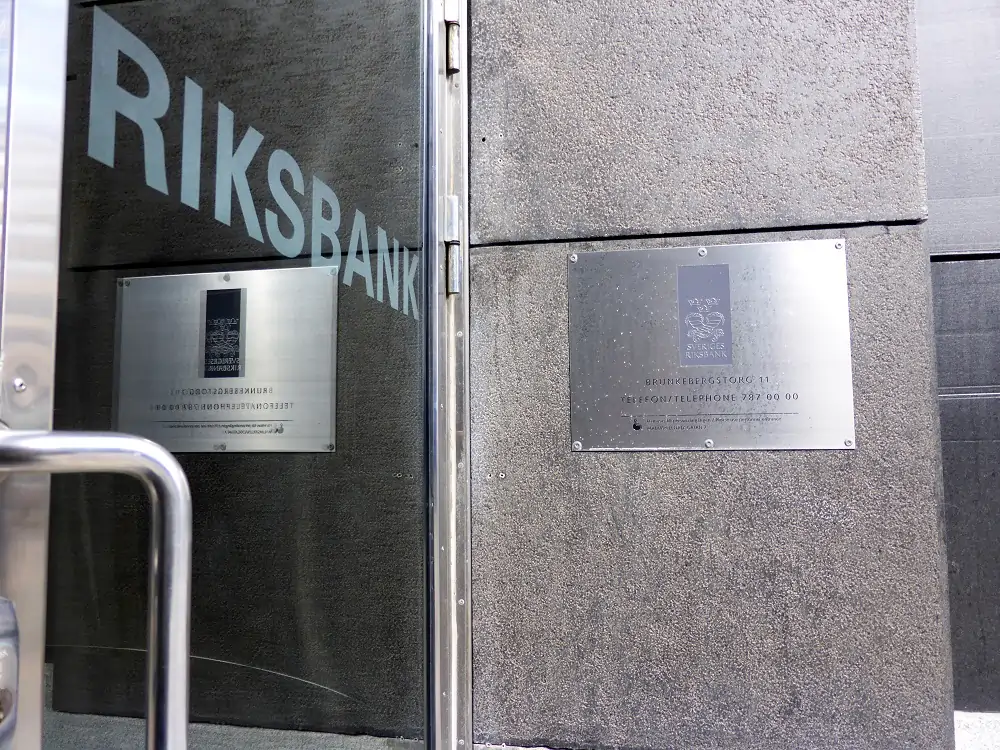 RIKSBANK
SVERIGES
RIKSBANK
BRUNKEBERGSTORG 11
TELEFON/TELEPHONE 787 00 00